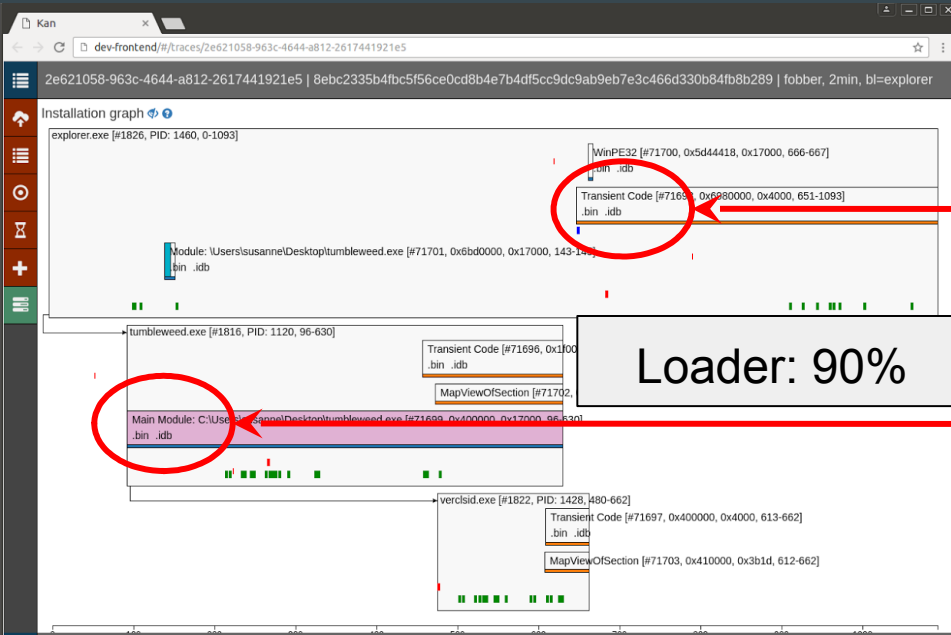 Kan
dev-frontend/#/traces/2e621058-963c-4644-a812-2617441921e5
2e621058-963c-4644-a812-2617441921e5 | 8ebc2335b4fbc5f56ce0cd8b4e7b4df5cc9dc9ab9eb7e3c466d330b84fb8b289 | fobber, 2min, bl=explorer
Installation graph
explorer.exe [#1826, PID: 1460, 0-1093]
WinPE32 [#71700, 0x5d44418, 0x17000, 666-667]
.bin .idb
Transient Code [#7169, 0x6980000, 0x4000, 651-1093]
.bin .idb
Module: \Users\susanne\Desktop\tumbleweed.exe [#71701, 0x6bd0000, 0x17000, 143-14
.bin .idb
tumbleweed.exe [#1816, PID: 1120, 96-630]
Transient Code [#71696, 0x1f00
.bin .idb
Loader: 90%
MapViewOfSection [#71702,
Main Module: C:\Users\susanne\Desktop\tumbleweed.exe [#71699, 0x400000, 0x17000, 96-630]
.bin .idb
verclsid.exe [#1822, PID: 1428, 480-662]
Transient Code [#71697, 0x400000, 0x4000, 613-662]
.bin .idb
MapViewOfSection [#71703, 0x410000, 0x3b1d, 612-662]